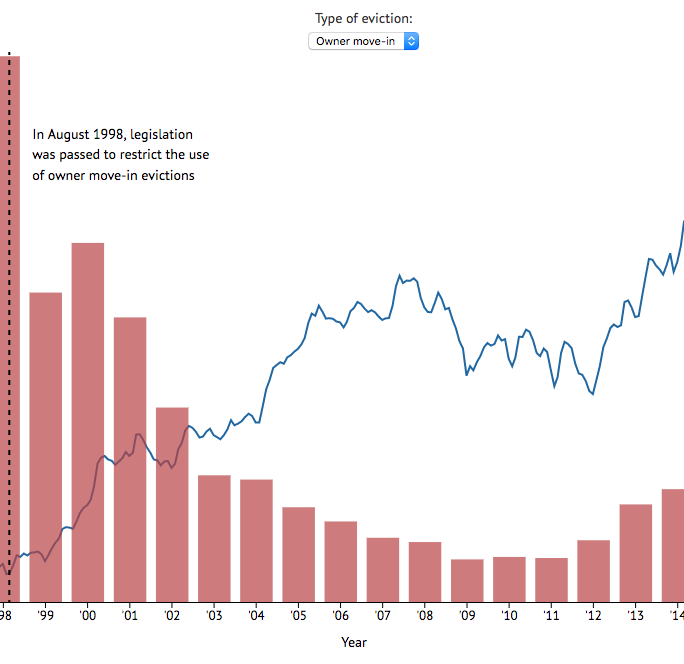 Type of eviction:
Owner move-in
In August 1998, legislation
was passed to restrict the use
of owner move-in evictions
98 '99 '00 '01 '02 '03 '04 '05 '06 '07 '08 '09 '10 '11 '12 '13 '14
Year